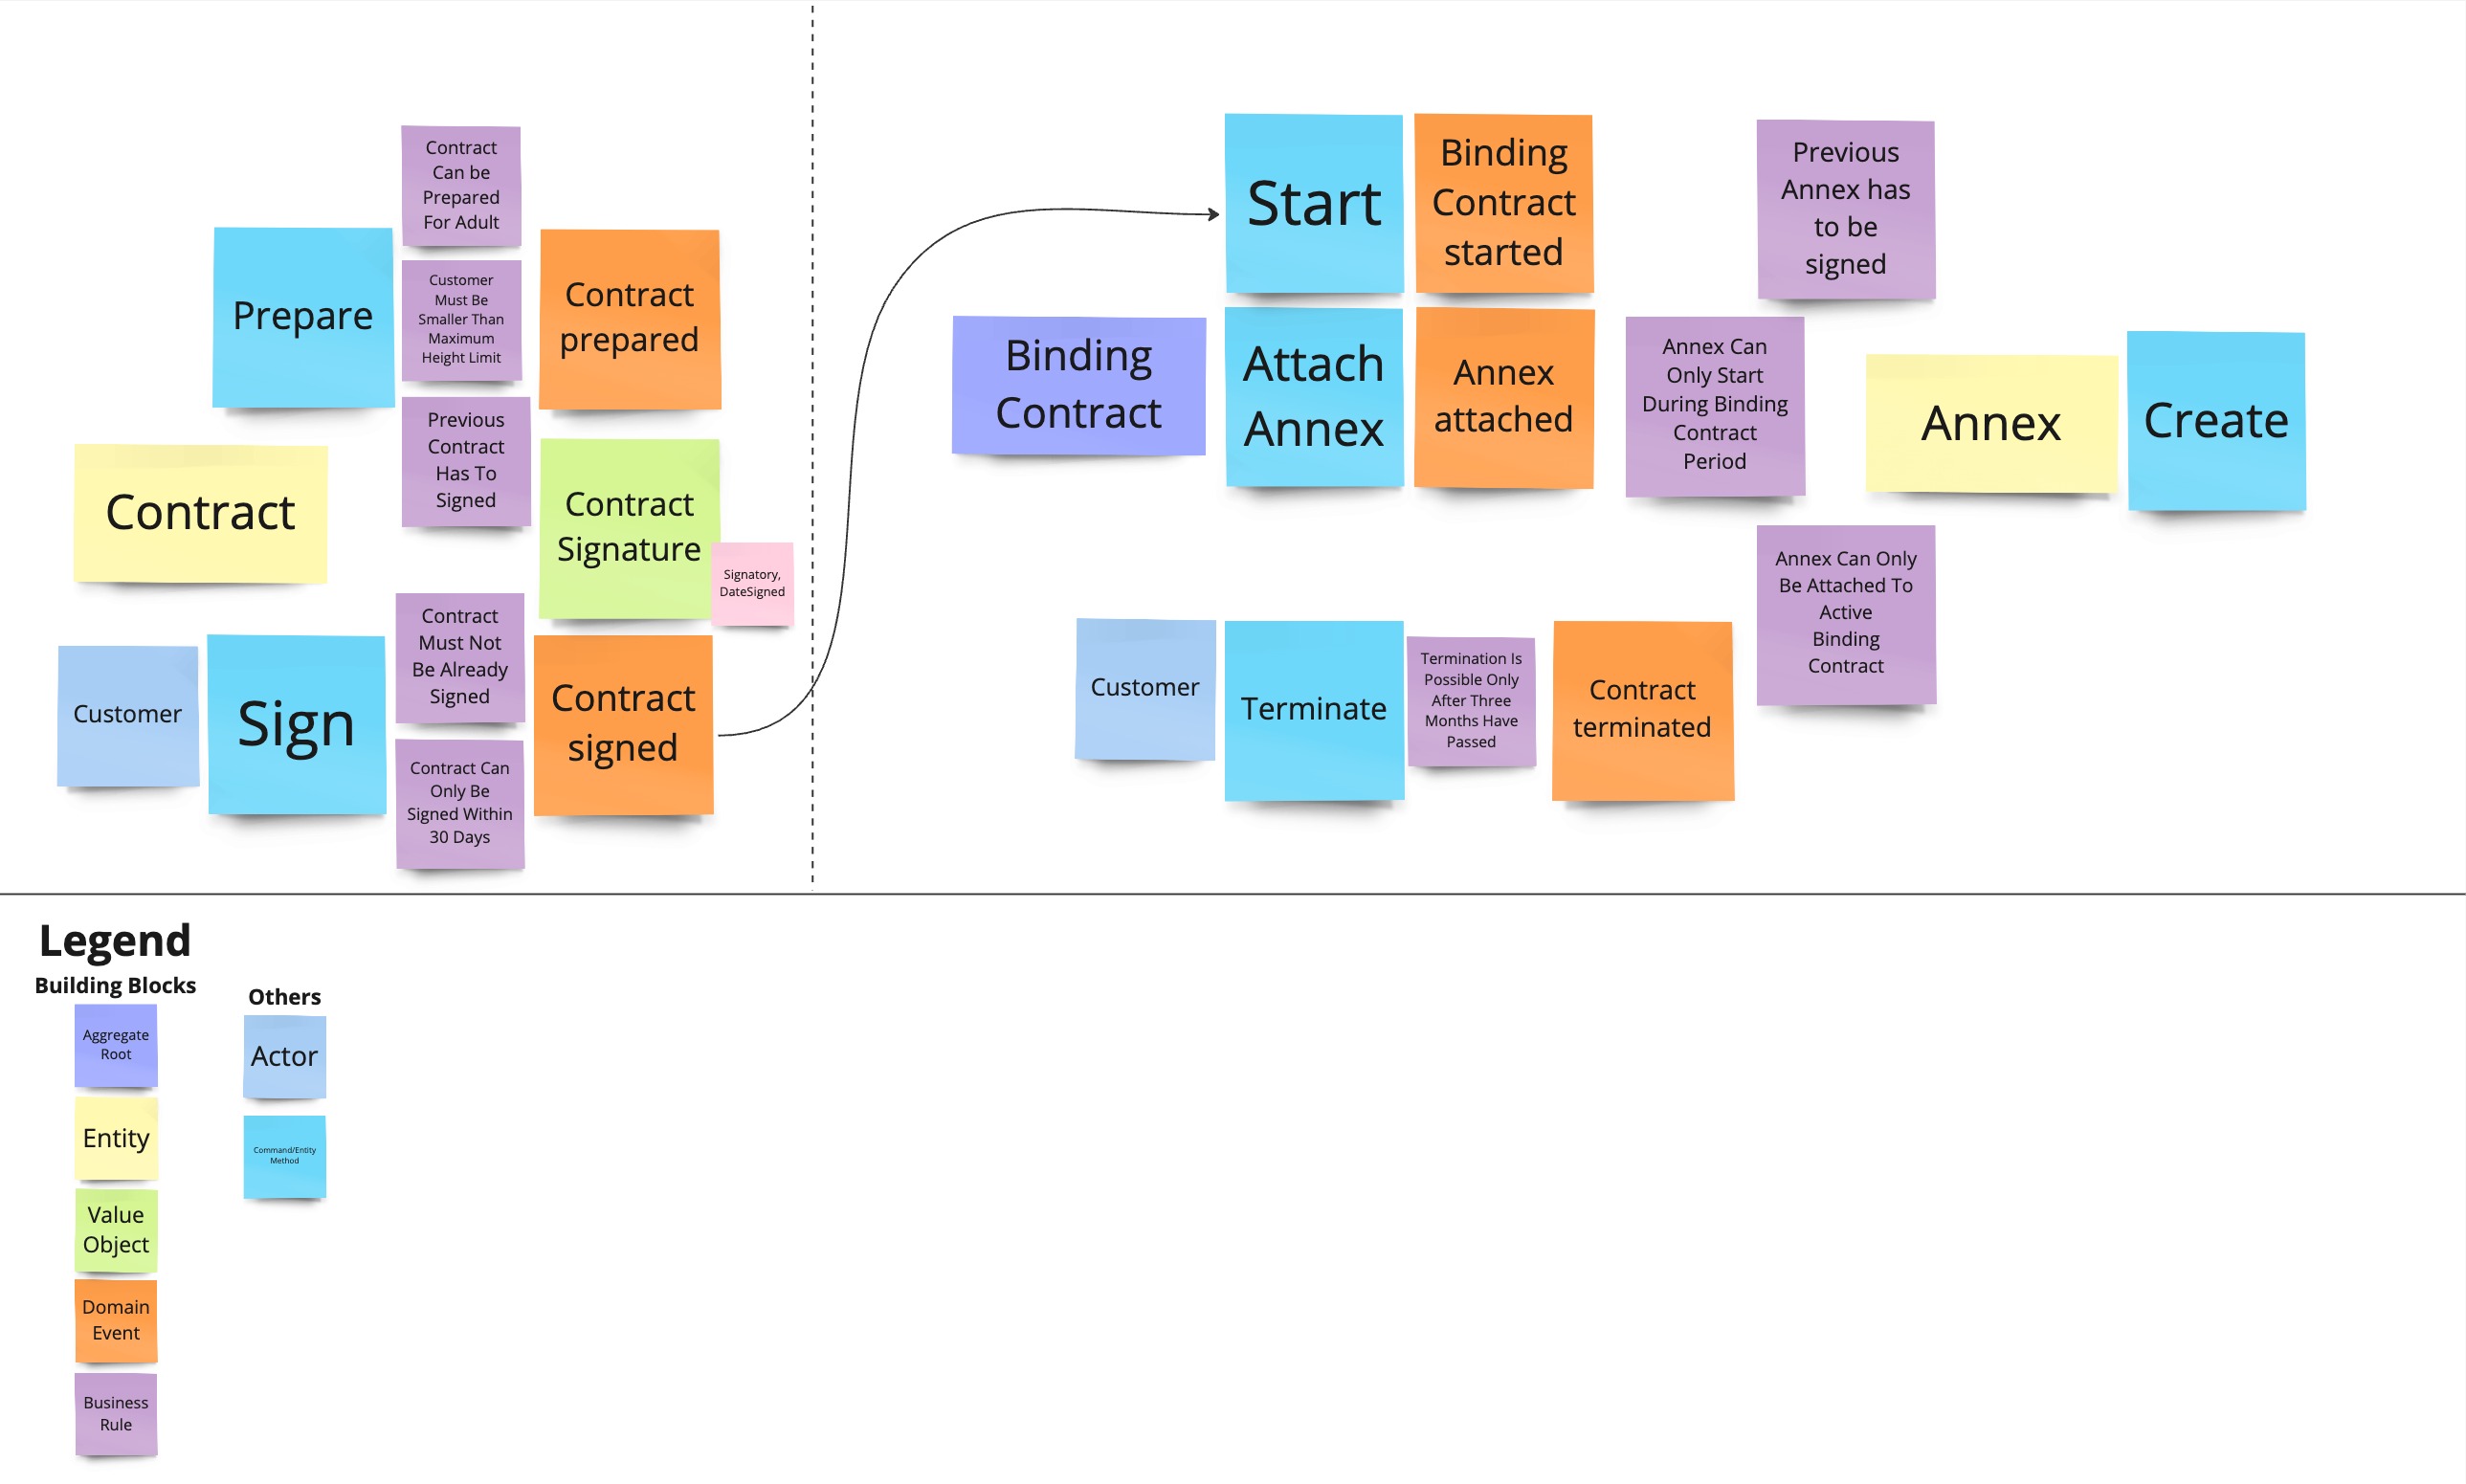 Contract
Can be
Prepared
For Adult
Prepare
Customer
Must Be
Smaller Than
Maximum
Height Limit
Contract
prepared
Previous
Contract
Has To
Signed
Contract
Contract
Signature
Signatory,
DateSigned
Customer
Sign
Contract
Must Not
Be Already
Signed
Contract Can
Only Be
Signed Within
30 Days
Contract
signed
Start
Binding
Contract
started
Previous
Annex has
to be
signed
Binding
Contract
Attach
Annex
Annex
attached
Annex Can
Only Start
During Binding
Contract
Period
Annex
Create
Annex Can Only
Be Attached To
Active
Binding
Contract
Customer
Terminate
Termination Is
Possible Only
After Three
Months Have
Passed
Contract
terminated
Legend
Building Blocks
Aggregate
Root
Entity
Value
Object
Domain
Event
Business
Rule
Others
Actor
Command/Entity
Method